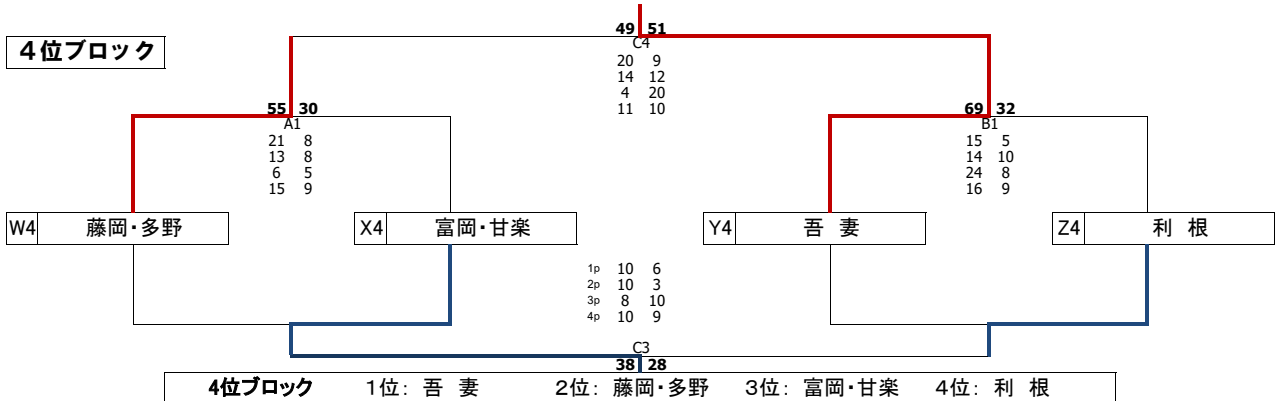 49 51
４位ブロック
C4
20 9
14 12
4 20
11 10
55 30
A1
21 8
13 8
6 5
15 9
69 32
B1
15 5
14 10
24 8
16 9
W4 藤岡・多野 X4 富岡・甘楽 Y4 吾 妻 Z4 利 根
1p 10 6
2p 10 3
3p 8 10
4p 10 9
C3
38 28
4位ブロック 1位： 吾 妻 2位： 藤岡・多野 3位： 富岡・甘楽 4位： 利 根